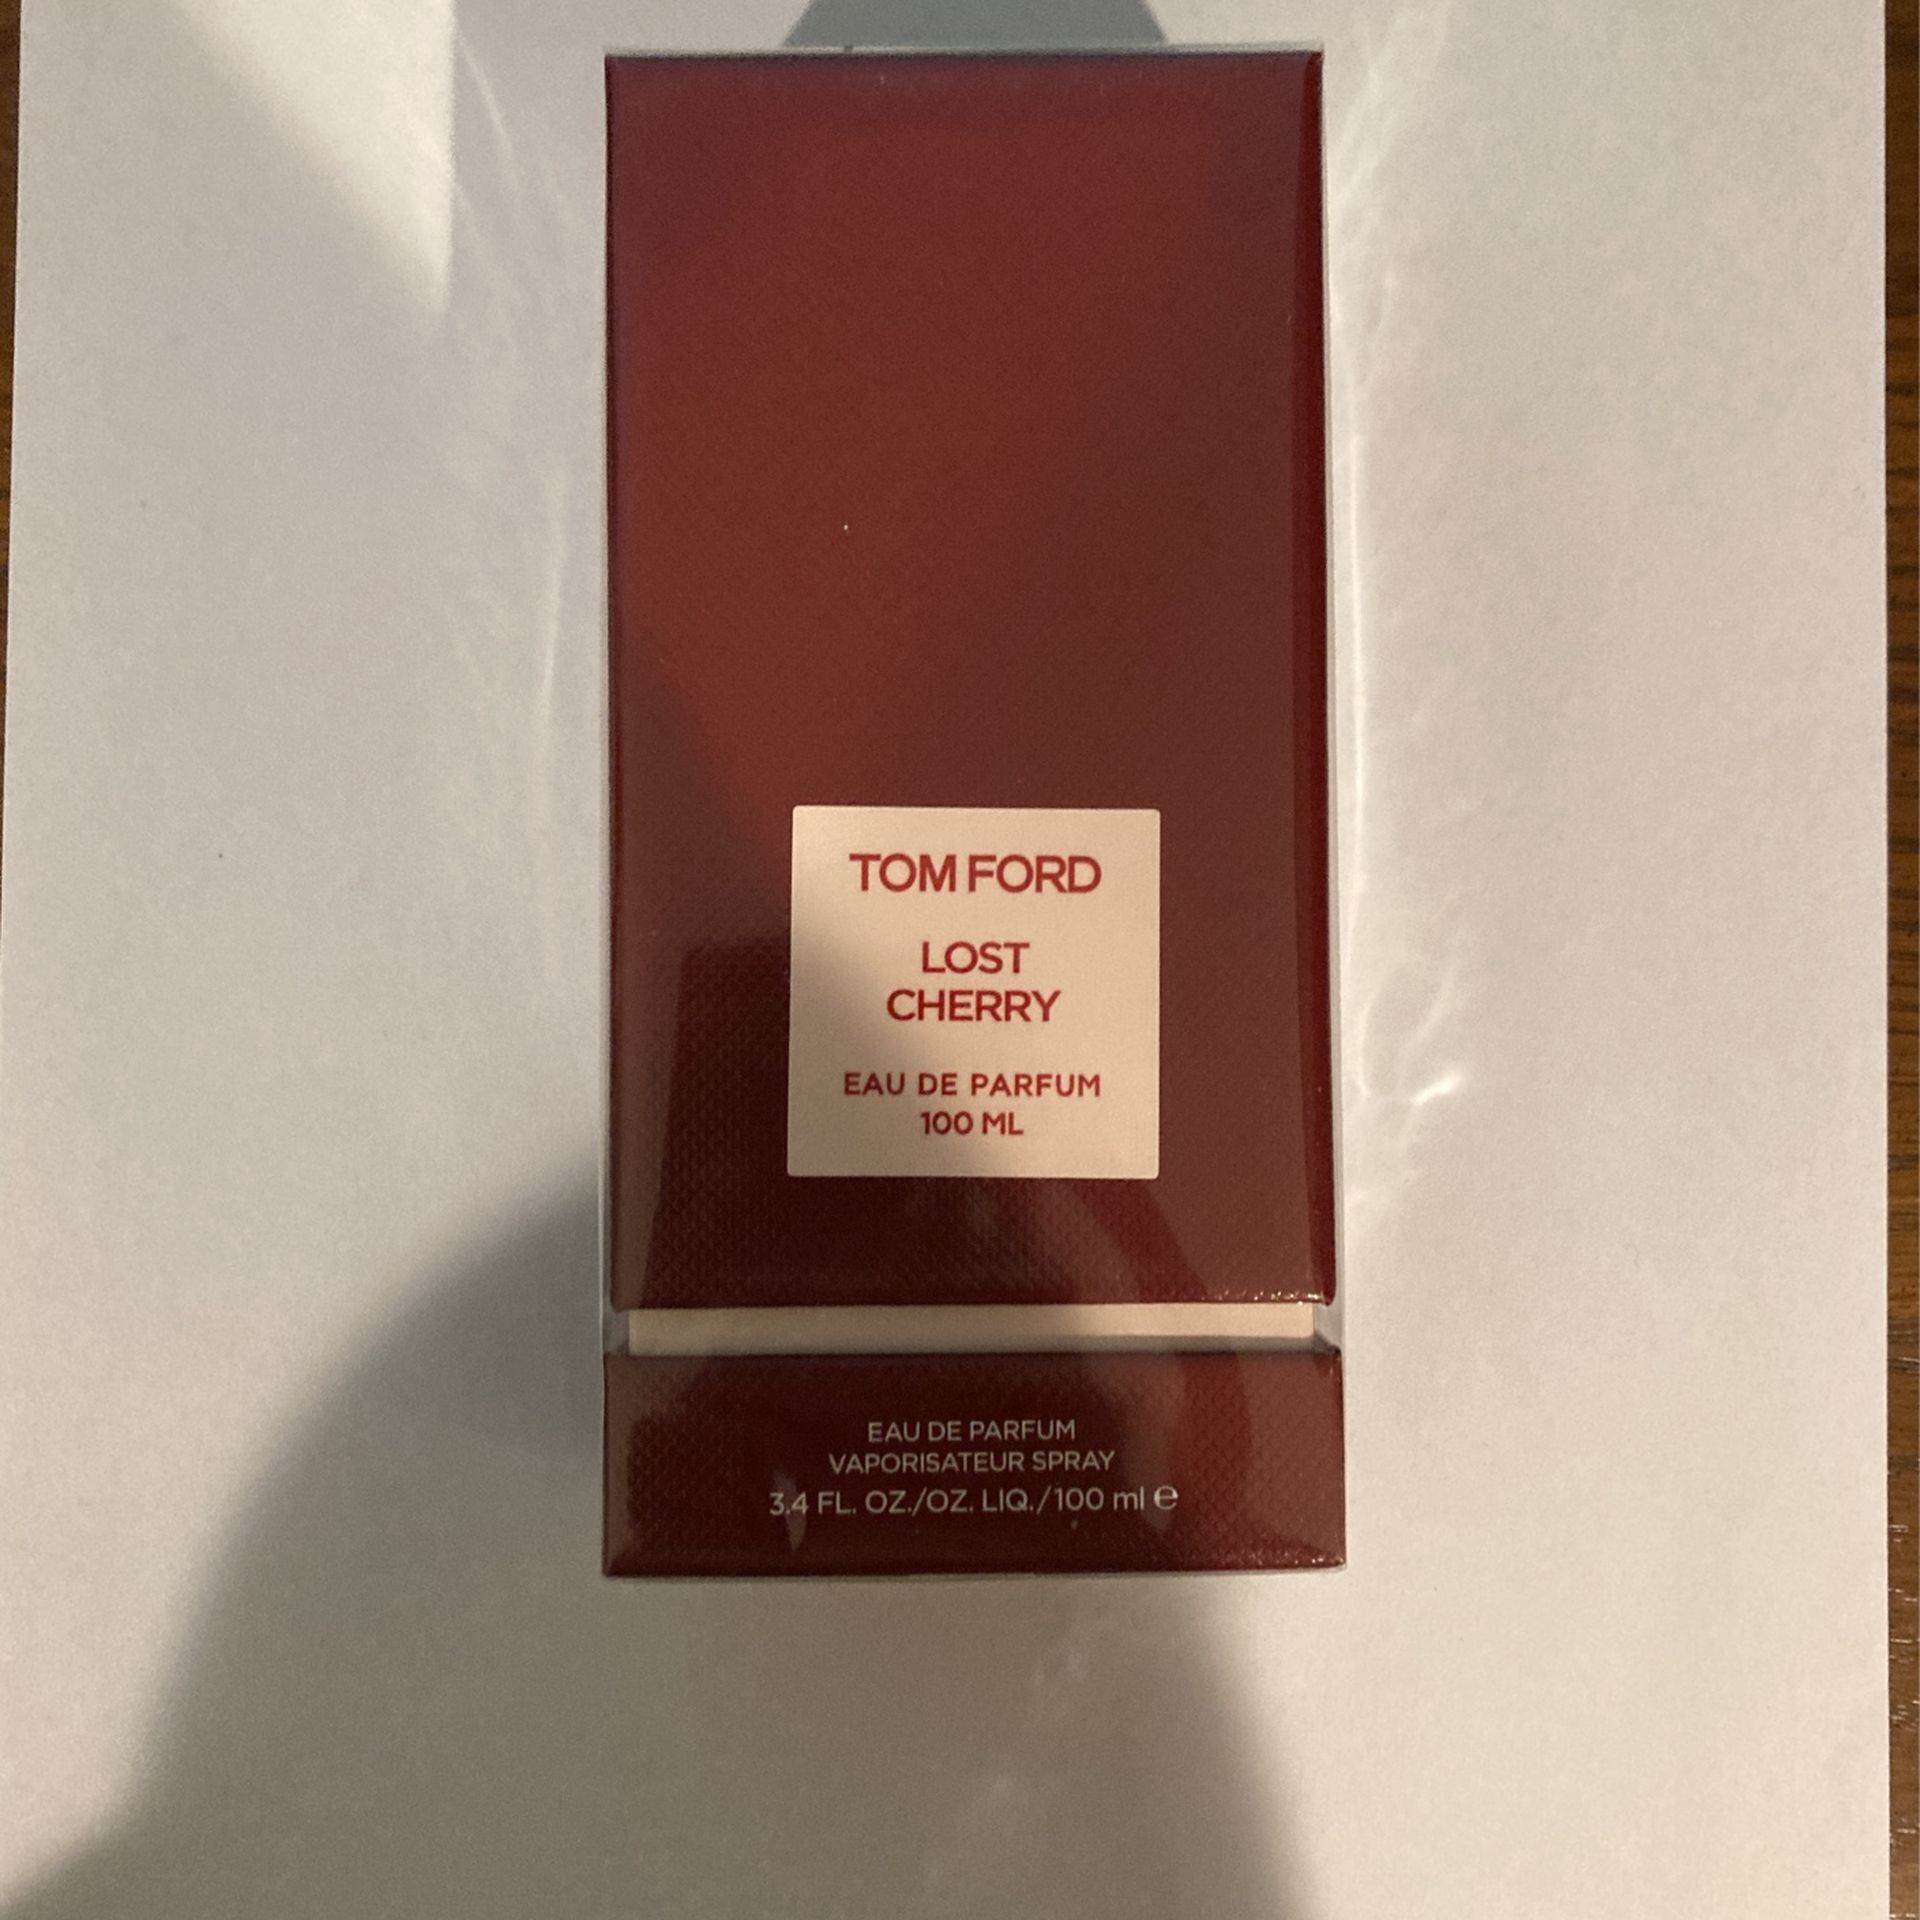 TOM FORD
LOST
CHERRY
EAU DE PARFUM
100 ML
EAU DE PARFUM
VAPORISATEUR SPRAY
3.4 FL. OZ./OZ. LIQ./100 ml ℮